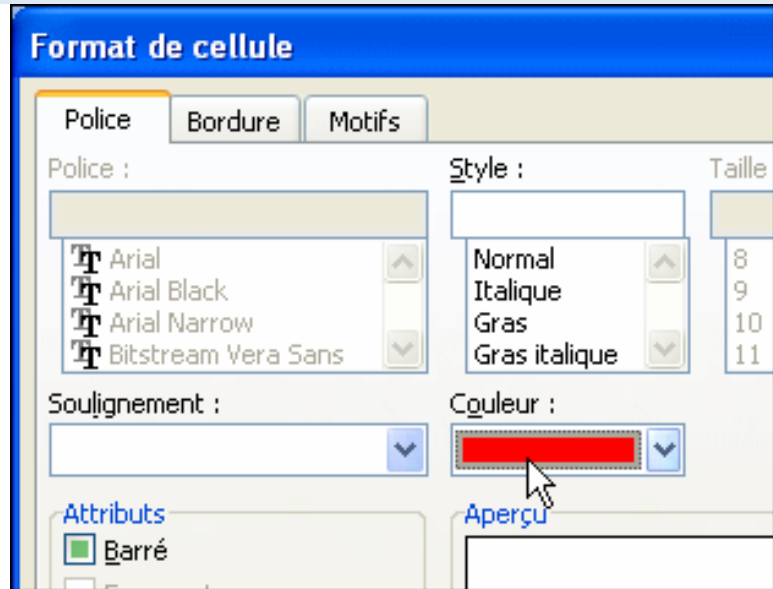 Format de cellule
Police Bordure Motifs
Police : Style : Taille
Arial Normal 8
Arial Black Italique 9
Arial Narrow Gras 10
Bitstream Vera Sans Gras italique 11
Soulignement : Couleur :
Attributs Aperçu
Barré